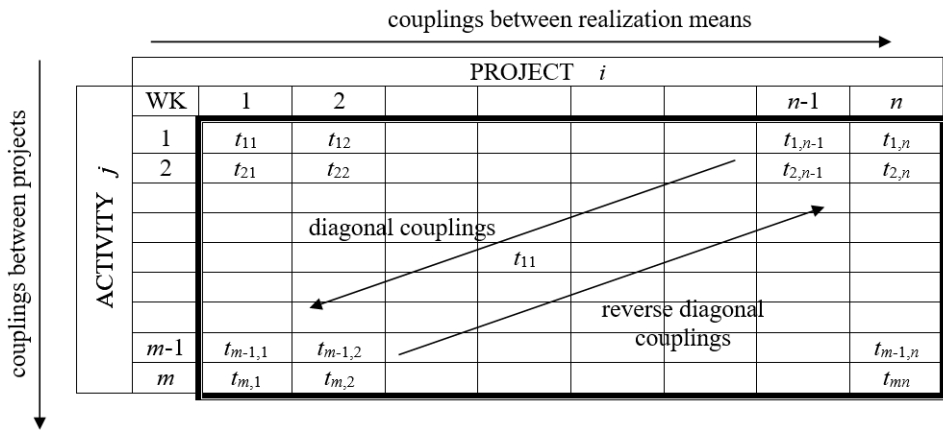 couplings between realization means
couplings between projects
PROJECT i
ACTIVITY j
WK 1 2 n-1 n
1 t11 t12 t1,n-1 t1,n
2 t21 t22 t2,n-1 t2,n
diagonal couplings
t11
reverse diagonal
couplings
m-1 tm-1,1 tm-1,2 tm-1,n
m tm,1 tm,2 tmn